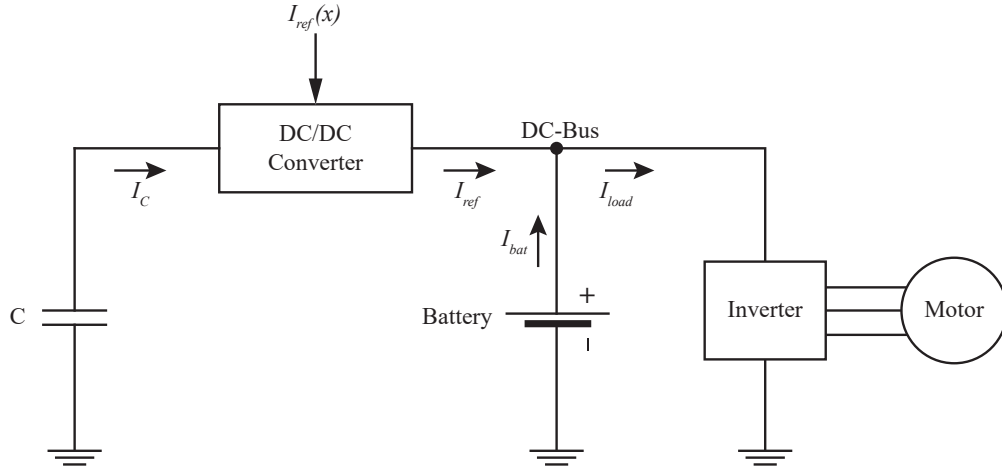 I_ref(x)
DC/DC
Converter
DC-Bus
I_C
I_ref
I_load
I_bat
C
Battery
+
-
Inverter
Motor